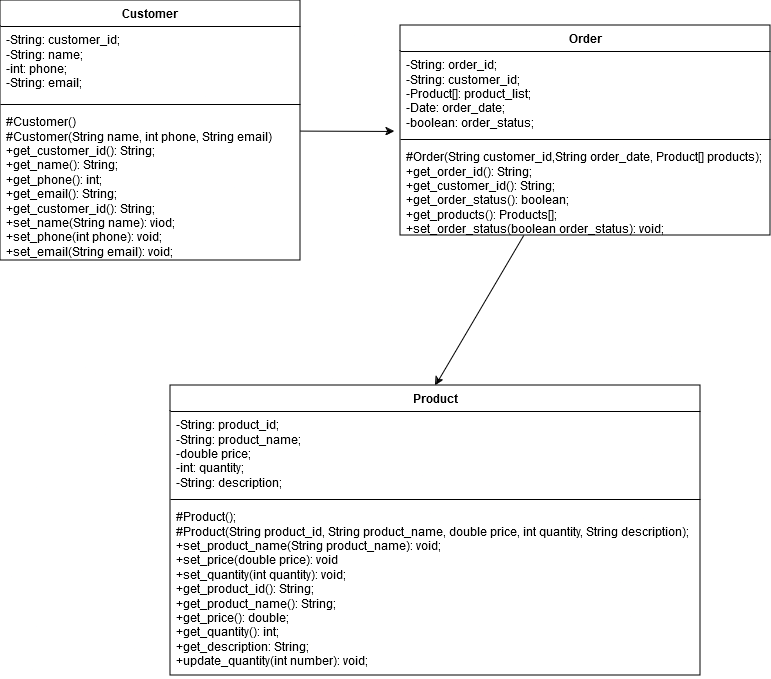 Customer
-String: customer_id;
-String: name;
-int: phone;
-String: email;
#Customer()
#Customer(String name, int phone, String email)
+get_customer_id(): String;
+get_name(): String;
+get_phone(): int;
+get_email(): String;
+get_customer_id(): String;
+set_name(String name): viod;
+set_phone(int phone): void;
+set_email(String email): void;
Order
-String: order_id;
-String: customer_id;
-Product[]: product_list;
-Date: order_date;
-boolean: order_status;
#Order(String customer_id,String order_date, Product[] products);
+get_order_id(): String;
+get_customer_id(): String;
+get_order_status(): boolean;
+get_products(): Products[];
+set_order_status(boolean order_status): void;
Product
-String: product_id;
-String: product_name;
-double price;
-int: quantity;
-String: description;
#Product();
#Product(String product_id, String product_name, double price, int quantity, String description);
+set_product_name(String product_name): void;
+set_price(double price): void
+set_quantity(int quantity): void;
+get_product_id(): String;
+get_product_name(): String;
+get_price(): double;
+get_quantity(): int;
+get_description: String;
+update_quantity(int number): void;